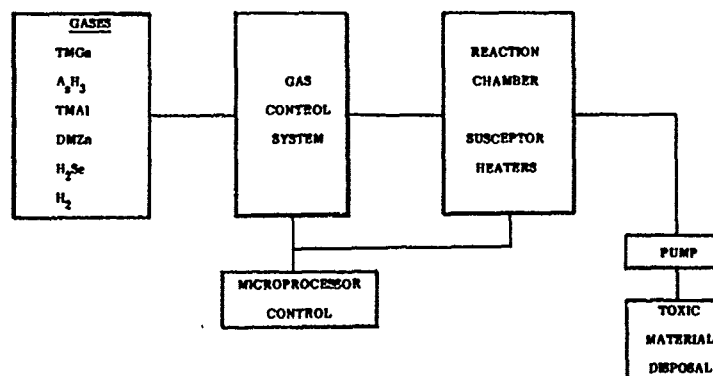 GASES
TMGa
AsH3
TMAl
DMZn
H2Se
H2
GAS
CONTROL
SYSTEM
REACTION
CHAMBER
SUSCEPTOR
HEATERS
MICROPROCESSOR
CONTROL
PUMP
TOXIC
MATERIAL
DISPOSAL